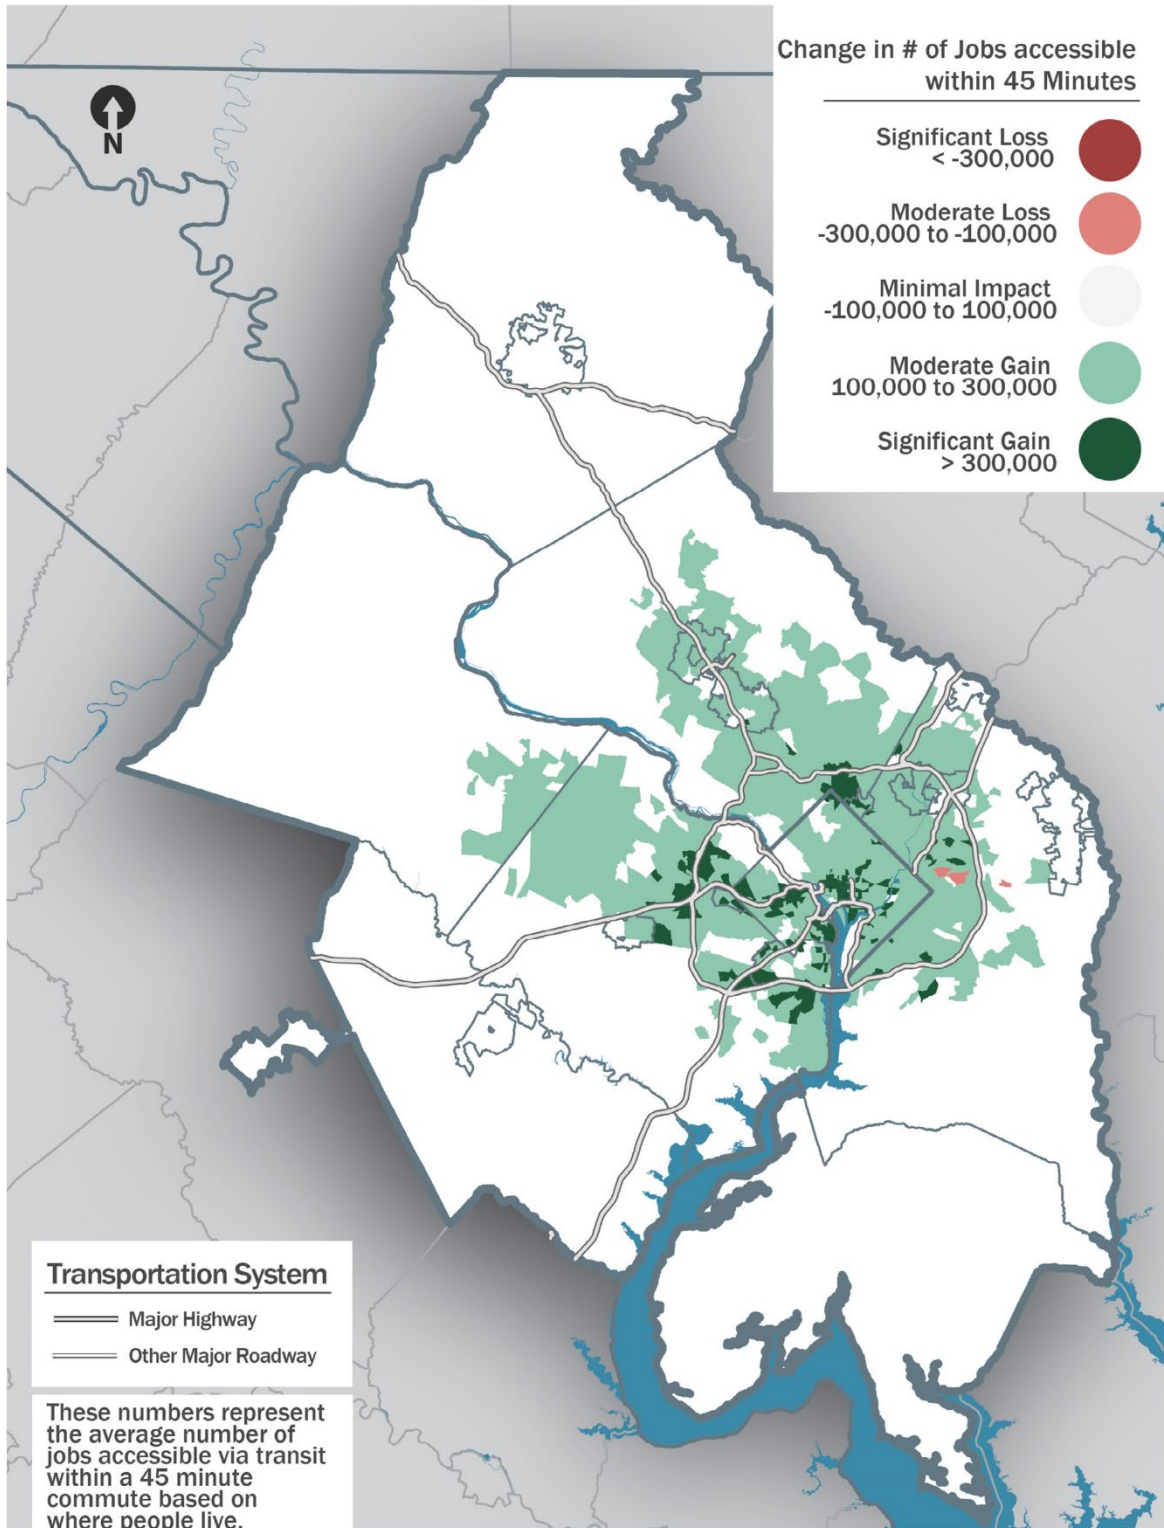 Change in # of Jobs accessible
within 45 Minutes
N
Significant Loss
< -300,000
Moderate Loss
-300,000 to -100,000
Minimal Impact
-100,000 to 100,000
Moderate Gain
100,000 to 300,000
Significant Gain
> 300,000
Transportation System
Major Highway
Other Major Roadway
These numbers represent
the average number of
jobs accessible via transit
within a 45 minute
commute based on
where people live.